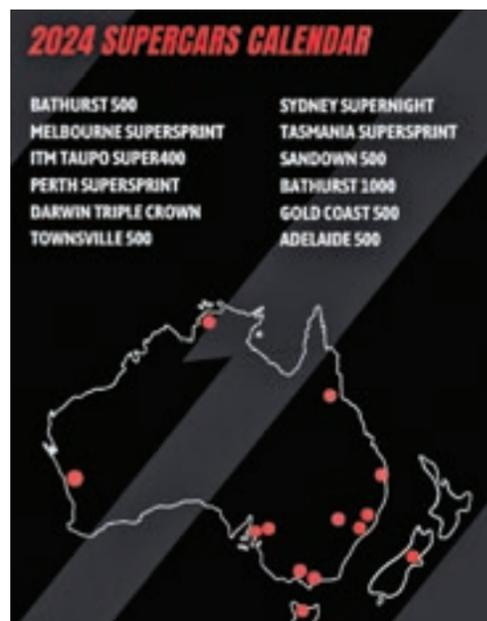 2024 SUPERCARS CALENDAR
BATHURST 500
MELBOURNE SUPERSPRINT
ITM TAUPO SUPER400
PERTH SUPERSPRINT
DARWIN TRIPLE CROWN
TOWNSVILLE 500
SYDNEY SUPERNIGHT
TASMANIA SUPERSPRINT
SANDOWN 500
BATHURST 1000
GOLD COAST 500
ADELAIDE 500